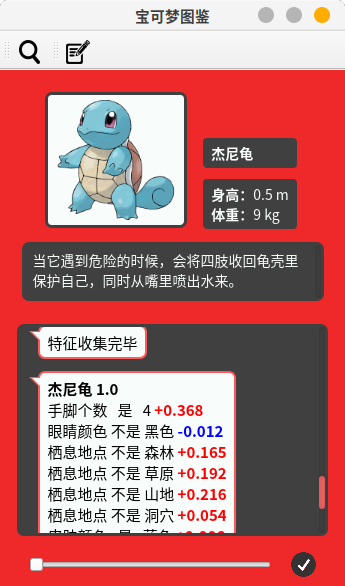 宝可梦图鉴
杰尼龟
身高: 0.5 m
体重: 9 kg
当它遇到危险的时候，会将四肢收回龟壳里
保护自己，同时从嘴里喷出水来。
特征收集完毕
杰尼龟 1.0
手脚个数 是 4 +0.368
眼睛颜色 不是 黑色 -0.012
栖息地点 不是 森林 +0.165
栖息地点 不是 草原 +0.192
栖息地点 不是 山地 +0.216
栖息地点 不是 洞穴 +0.054